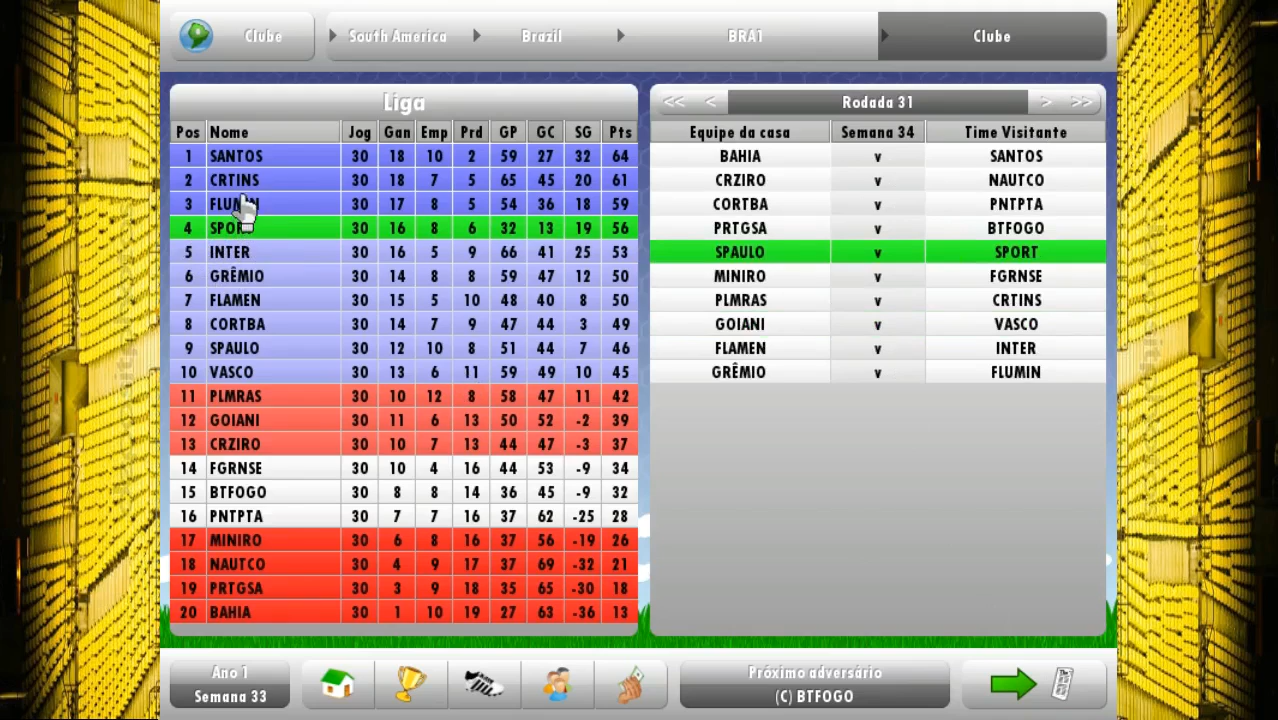 Clube South America Brazil BRA1 Clube
Liga
Pos Nome Jog Gan Emp Prd GP GC SG Pts
1 SANTOS 30 18 10 2 59 27 32 64
2 CRTINS 30 18 7 5 65 45 20 61
3 30 17 8 5 54 36 18 59
4 30 16 8 6 32 13 19 56
5 INTER 30 16 5 9 66 41 25 53
6 GRÊMIO 30 14 8 8 59 47 12 50
7 FLAMEN 30 15 5 10 48 40 8 50
8 CORTBA 30 14 7 9 47 44 3 49
9 SPAULO 30 12 10 8 51 44 7 46
10 VASCO 30 13 6 11 59 49 10 45
11 PLMRAS 30 10 12 8 58 47 11 42
12 GOIANI 30 11 6 13 50 52 -2 39
13 CRZIRO 30 10 7 13 44 47 -3 37
14 FGRNSE 30 10 4 16 44 53 -9 34
15 BTFOGO 30 8 8 14 36 45 -9 32
16 PNTPTA 30 7 7 16 37 62 -25 28
17 MINIRO 30 6 8 16 37 56 -19 26
18 NAUTCO 30 4 9 17 37 69 -32 21
19 PRTGSA 30 3 9 18 35 65 -30 18
20 BAHIA 30 1 10 19 27 63 -36 13
<< < Rodada 31 > >>
Equipe da casa Semana 34 Time Visitante
BAHIA v SANTOS
CRZIRO v NAUTCO
CORTBA v PNTPTA
PRTGSA v BTFOGO
SPAULO v SPORT
MINIRO v FGRNSE
PLMRAS v CRTINS
GOIANI v VASCO
FLAMEN v INTER
GRÊMIO v FLUMIN
Ano 1
Semana 33
Próximo adversário
(C) BTFOGO